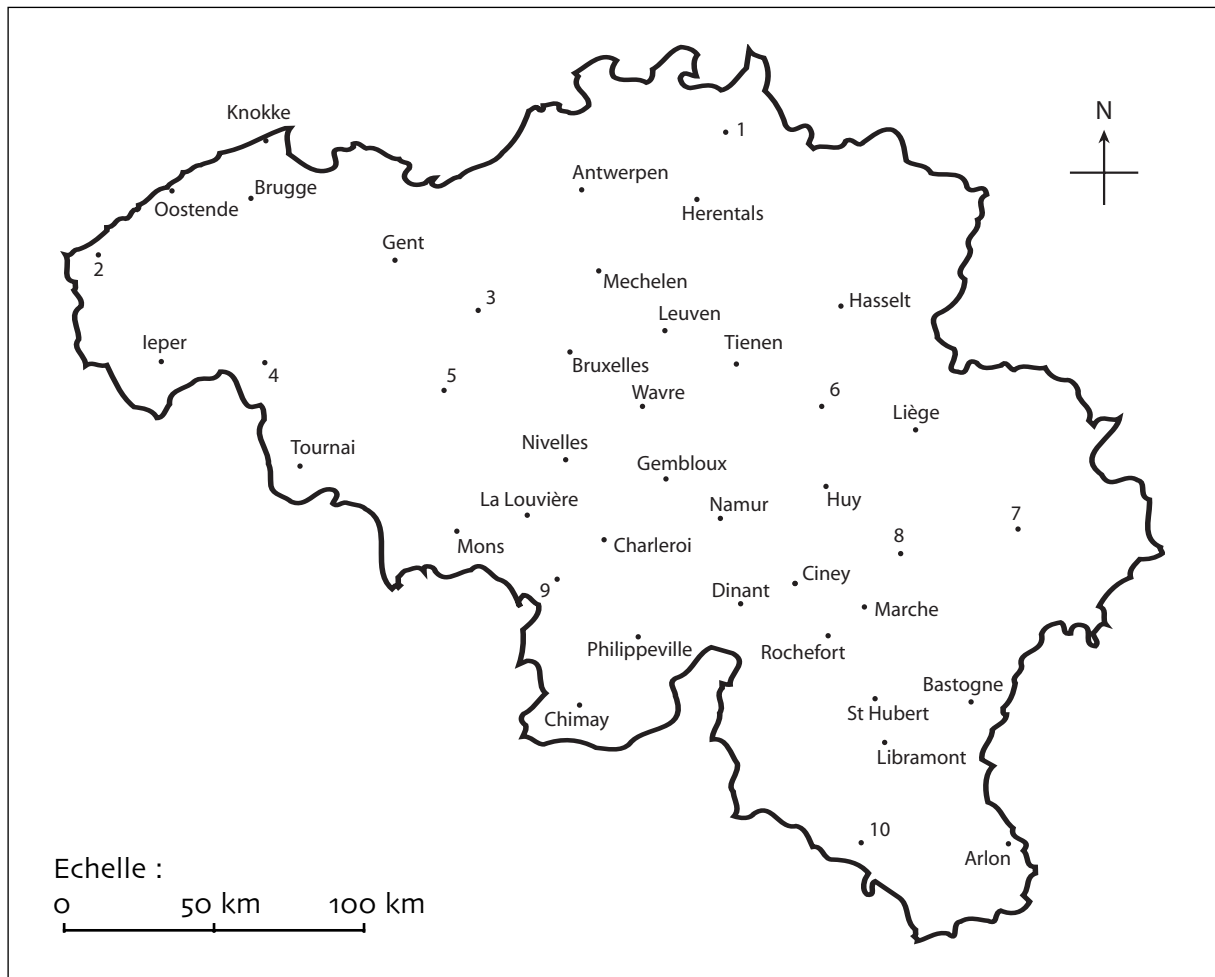 N
Knokke
1
Antwerpen
Brugge
Oostende
Herentals
Gent
2
Mechelen
3
Hasselt
Leuven
Ieper
Tienen
4
Bruxelles
5
Wavre
6
Liège
Nivelles
Tournai
Gembloux
La Louvière
Namur
Huy
7
Mons
Charleroi
8
Ciney
9
Dinant
Marche
Philippeville
Rochefort
Bastogne
Chimay
St Hubert
Libramont
10
Arlon
Echelle :
0 50 km 100 km